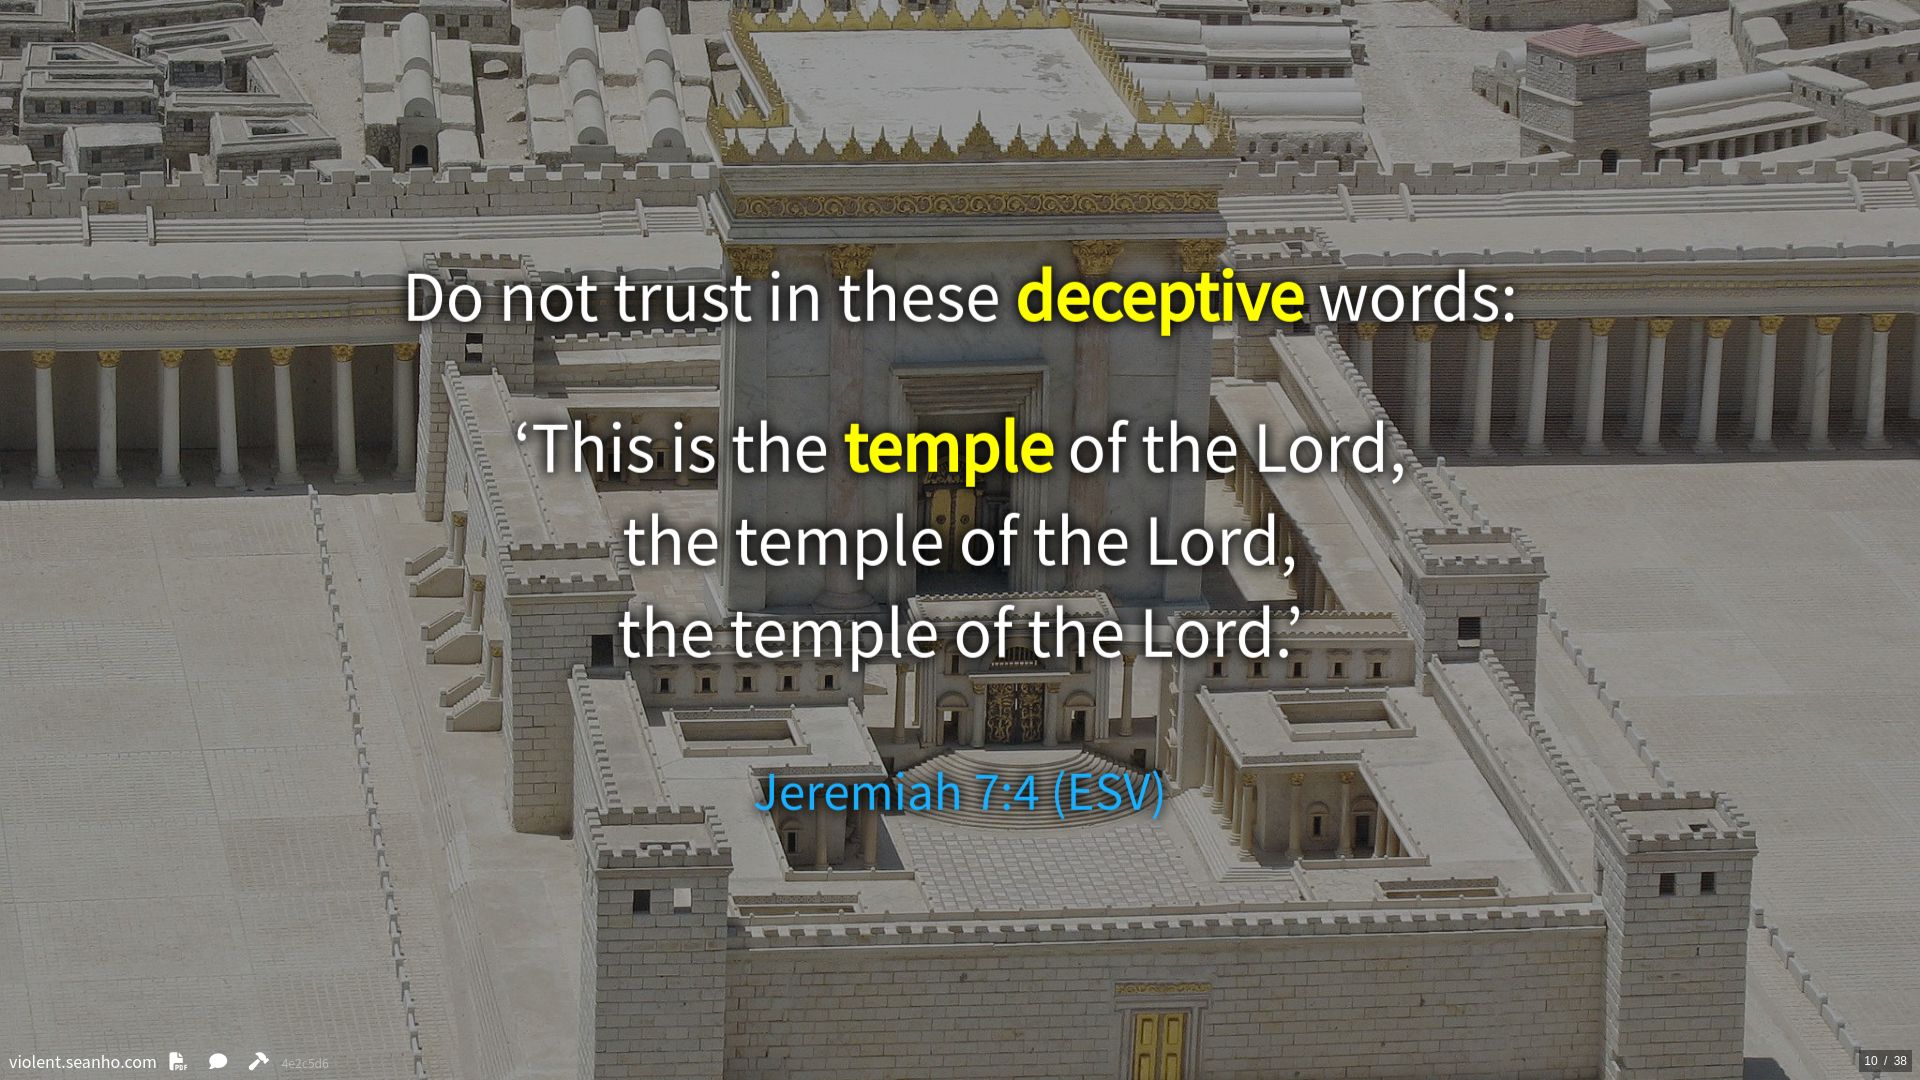 Do not trust in these deceptive words:
‘This is the temple of the Lord,
the temple of the Lord,
the temple of the Lord.’
Jeremiah 7:4 (ESV)
violent.seanho.com PDF 4e2c5d6
10 / 38